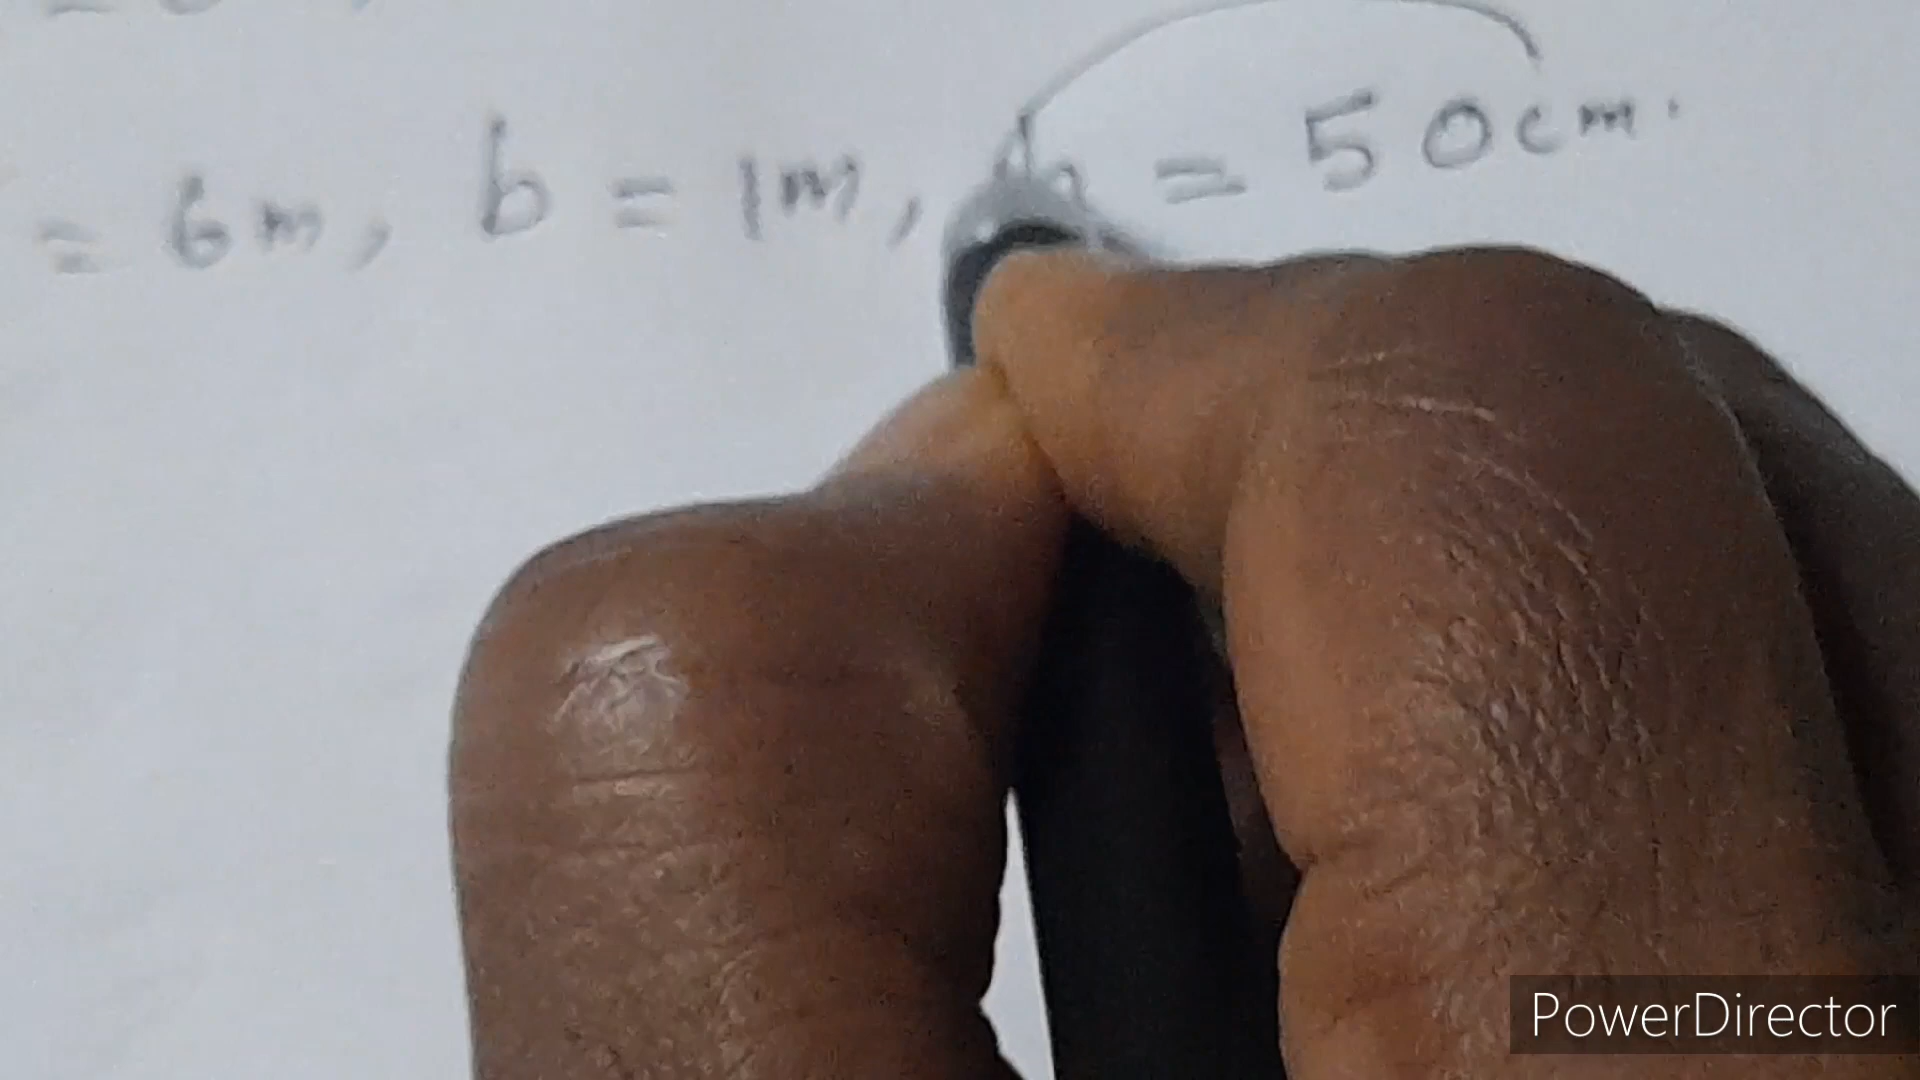 = 6m, b = 1m, h = 50cm.
PowerDirector